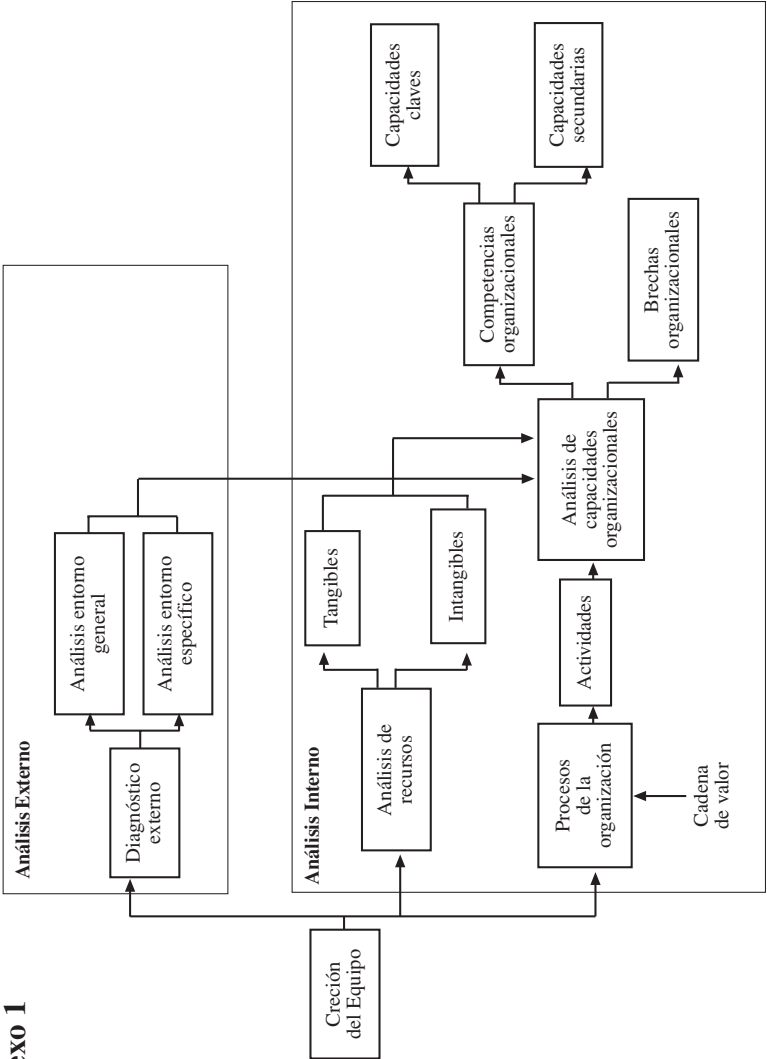 exo 1
Creción
del Equipo
Análisis Externo
Diagnóstico
externo
Análisis entorno
general
Análisis entorno
específico
Análisis Interno
Análisis de
recursos
Tangibles
Intangibles
Procesos
de la
organización
Cadena
de valor
Actividades
Análisis de
capacidades
organizacionales
Competencias
organizacionales
Brechas
organizacionales
Capacidades
claves
Capacidades
secundarias